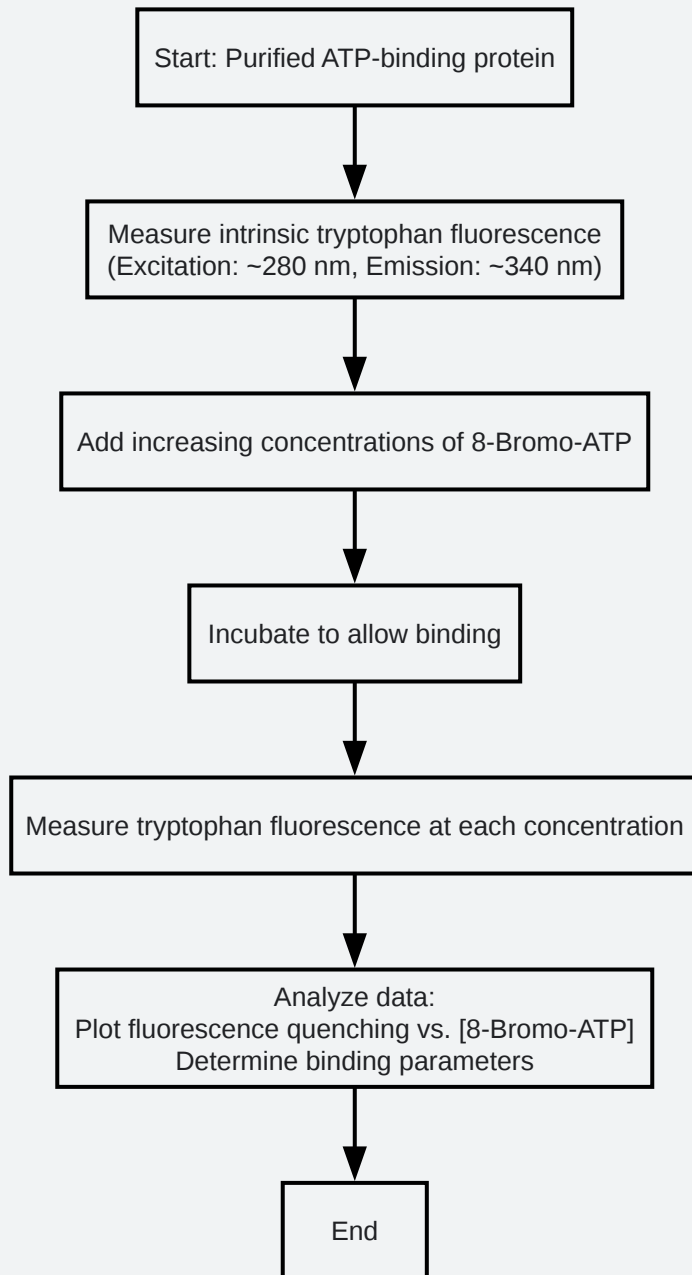 Start: Purified ATP-binding protein
Measure intrinsic tryptophan fluorescence
(Excitation: ~280 nm, Emission: ~340 nm)
Add increasing concentrations of 8-Bromo-ATP
Incubate to allow binding
Measure tryptophan fluorescence at each concentration
Analyze data:
Plot fluorescence quenching vs. [8-Bromo-ATP]
Determine binding parameters
End